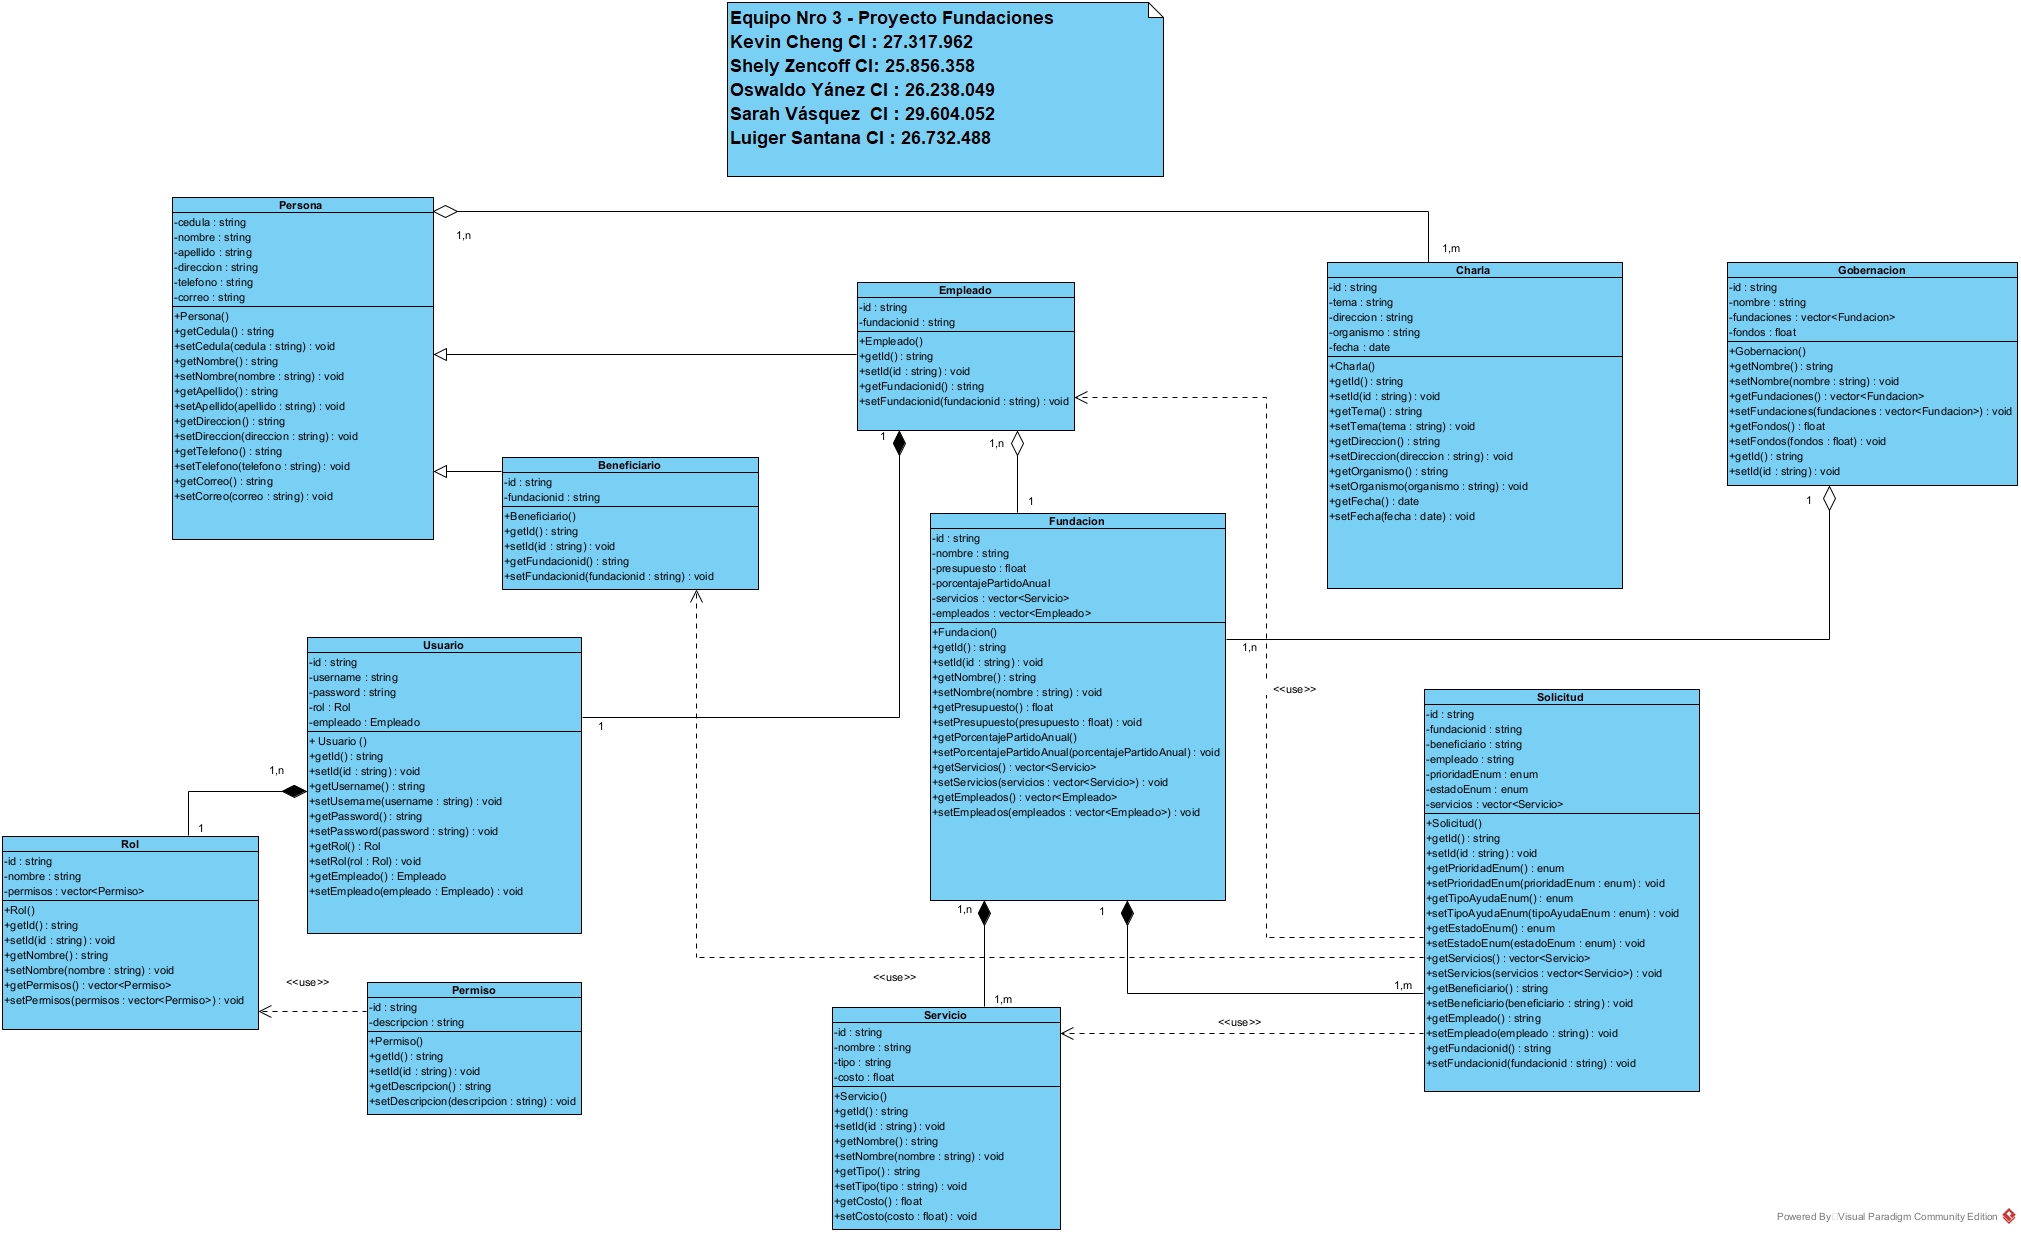 Equipo Nro 3 - Proyecto Fundaciones
Kevin Cheng CI : 27.317.962
Shely Zencoff CI: 25.856.358
Oswaldo Yánez CI : 26.238.049
Sarah Vásquez  CI : 29.604.052
Luiger Santana CI : 26.732.488
Persona
-cedula : string
-nombre : string
-apellido : string
-direccion : string
-telefono : string
-correo : string
+Persona()
+getCedula() : string
+setCedula(cedula : string) : void
+getNombre() : string
+setNombre(nombre : string) : void
+getApellido() : string
+setApellido(apellido : string) : void
+getDireccion() : string
+setDireccion(direccion : string) : void
+getTelefono() : string
+setTelefono(telefono : string) : void
+getCorreo() : string
+setCorreo(correo : string) : void
1,n
1,m
Empleado
-id : string
-fundacionid : string
+Empleado()
+getId() : string
+setId(id : string) : void
+getFundacionid() : string
+setFundacionid(fundacionid : string) : void
1
1,n
1
Charla
-id : string
-tema : string
-direccion : string
-organismo : string
-fecha : date
+Charla()
+getId() : string
+setId(id : string) : void
+getTema() : string
+setTema(tema : string) : void
+getDireccion() : string
+setDireccion(direccion : string) : void
+getOrganismo() : string
+setOrganismo(organismo : string) : void
+getFecha() : date
+setFecha(fecha : date) : void
Gobernacion
-id : string
-nombre : string
-fundaciones : vector<Fundacion>
-fondos : float
+Gobernacion()
+getNombre() : string
+setNombre(nombre : string) : void
+getFundaciones() : vector<Fundacion>
+setFundaciones(fundaciones : vector<Fundacion>) : void
+getFondos() : float
+setFondos(fondos : float) : void
+getId() : string
+setId(id : string) : void
1
1,n
Beneficiario
-id : string
-fundacionid : string
+Beneficiario()
+getId() : string
+setId(id : string) : void
+getFundacionid() : string
+setFundacionid(fundacionid : string) : void
Fundacion
-id : string
-nombre : string
-presupuesto : float
-porcentajePartidoAnual
-servicios : vector<Servicio>
-empleados : vector<Empleado>
+Fundacion()
+getId() : string
+setId(id : string) : void
+getNombre() : string
+setNombre(nombre : string) : void
+getPresupuesto() : float
+setPresupuesto(presupuesto : float) : void
+getPorcentajePartidoAnual()
+setPorcentajePartidoAnual(porcentajePartidoAnual) : void
+getServicios() : vector<Servicio>
+setServicios(servicios : vector<Servicio>) : void
+getEmpleados() : vector<Empleado>
+setEmpleados(empleados : vector<Empleado>) : void
1,n
1
<<use>>
Usuario
-id : string
-username : string
-password : string
-rol : Rol
-empleado : Empleado
+ Usuario ()
+getId() : string
+setId(id : string) : void
+getUsername() : string
+setUsername(username : string) : void
+getPassword() : string
+setPassword(password : string) : void
+getRol() : Rol
+setRol(rol : Rol) : void
+getEmpleado() : Empleado
+setEmpleado(empleado : Empleado) : void
1
1,n
1
Solicitud
-id : string
-fundacionid : string
-beneficiario : string
-empleado : string
-prioridadEnum : enum
-estadoEnum : enum
-servicios : vector<Servicio>
+Solicitud()
+getId() : string
+setId(id : string) : void
+getPrioridadEnum() : enum
+setPrioridadEnum(prioridadEnum : enum) : void
+getTipoAyudaEnum() : enum
+setTipoAyudaEnum(tipoAyudaEnum : enum) : void
+getEstadoEnum() : enum
+setEstadoEnum(estadoEnum : enum) : void
+getServicios() : vector<Servicio>
+setServicios(servicios : vector<Servicio>) : void
+getBeneficiario() : string
+setBeneficiario(beneficiario : string) : void
+getEmpleado() : string
+setEmpleado(empleado : string) : void
+getFundacionid() : string
+setFundacionid(fundacionid : string) : void
1,m
Rol
-id : string
-nombre : string
-permisos : vector<Permiso>
+Rol()
+getId() : string
+setId(id : string) : void
+getNombre() : string
+setNombre(nombre : string) : void
+getPermisos() : vector<Permiso>
+setPermisos(permisos : vector<Permiso>) : void
<<use>>
Permiso
-id : string
-descripcion : string
+Permiso()
+getId() : string
+setId(id : string) : void
+getDescripcion() : string
+setDescripcion(descripcion : string) : void
<<use>>
1,m
<<use>>
Servicio
-id : string
-nombre : string
-tipo : string
-costo : float
+Servicio()
+getId() : string
+setId(id : string) : void
+getNombre() : string
+setNombre(nombre : string) : void
+getTipo() : string
+setTipo(tipo : string) : void
+getCosto() : float
+setCosto(costo : float) : void
Powered By Visual Paradigm Community Edition